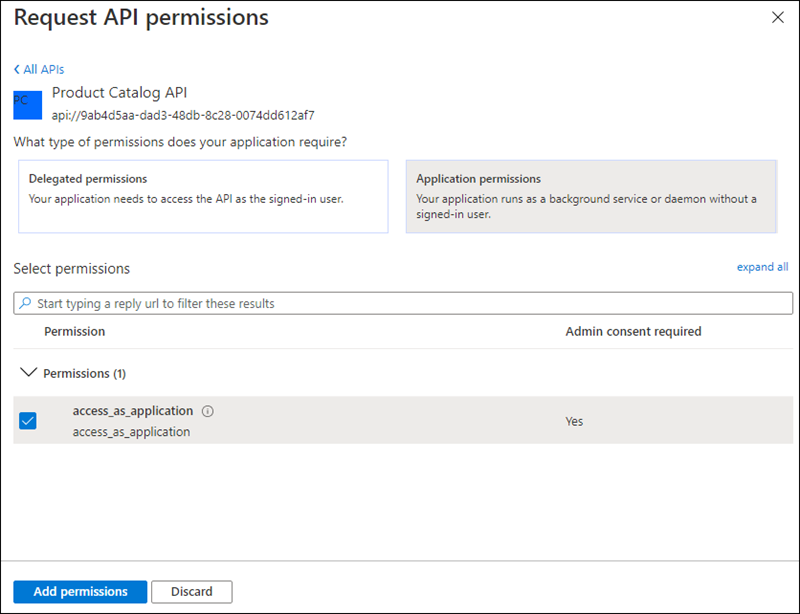 Request API permissions
All APIs
PC
Product Catalog API
api://9ab4d5aa-dad3-48db-8c28-0074dd612af7
What type of permissions does your application require?
Delegated permissions
Your application needs to access the API as the signed-in user.
Application permissions
Your application runs as a background service or daemon without a
signed-in user.
Select permissions
expand all
Start typing a reply url to filter these results
Permission
Admin consent required
Permissions (1)
access_as_application
access_as_application
Yes
Add permissions
Discard